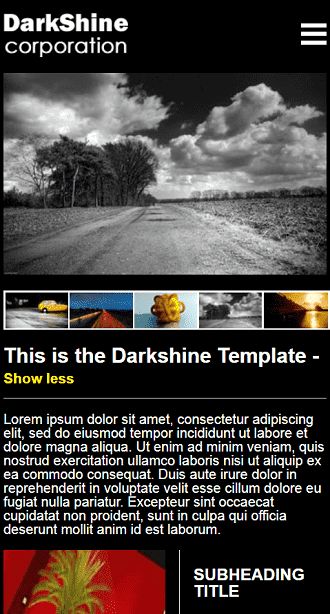 DarkShine
corporation
This is the Darkshine Template -
Show less
Lorem ipsum dolor sit amet, consectetur adipiscing
elit, sed do eiusmod tempor incididunt ut labore et
dolore magna aliqua. Ut enim ad minim veniam, quis
nostrud exercitation ullamco laboris nisi ut aliquip ex
ea commodo consequat. Duis aute irure dolor in
reprehenderit in voluptate velit esse cillum dolore eu
fugiat nulla pariatur. Excepteur sint occaecat
cupidatat non proident, sunt in culpa qui officia
deserunt mollit anim id est laborum.
SUBHEADING
TITLE